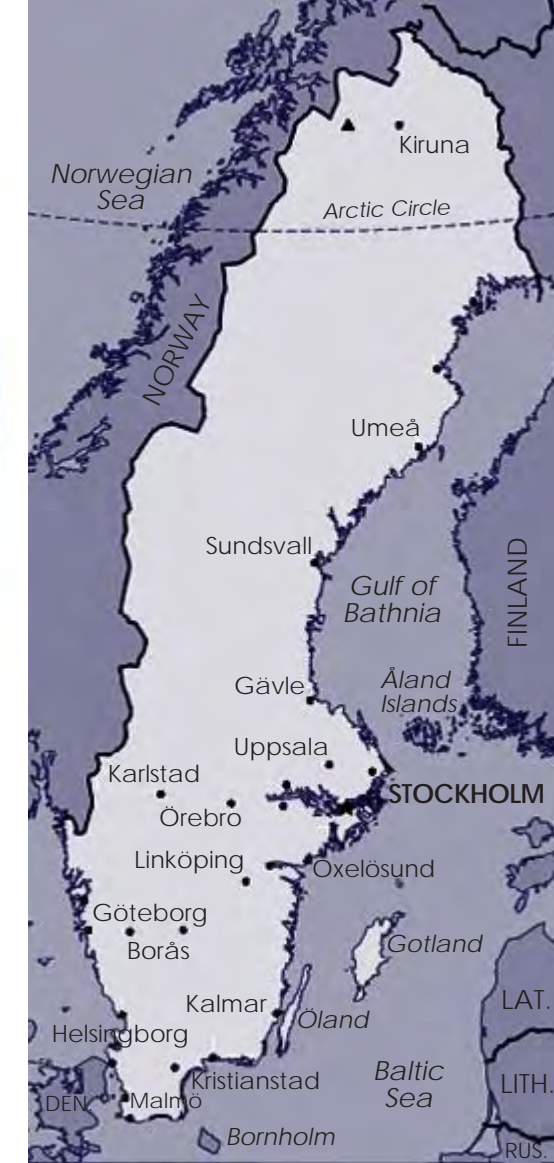 Kiruna
Norwegian
Sea
Arctic Circle
NORWAY
Umeå
Sundsvall
FINLAND
Gulf of
Bathnia
Gävle
Åland
Islands
Uppsala
Karlstad
STOCKHOLM
Örebro
Linköping
Oxelösund
Göteborg
Gotland
Borås
Kalmar
LAT.
Öland
Helsingborg
Kristianstad
Baltic
Sea
LITH.
DEN.
Malmö
Bornholm
RUS.